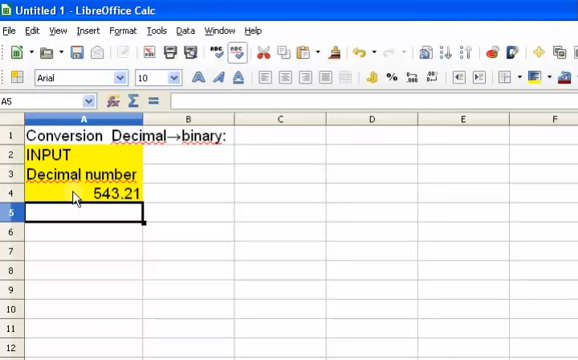 Untitled 1 - LibreOffice Calc
File Edit View Insert Format Tools Data Window Help
Arial 10
A5
A B C D E F
1 Conversion Decimal→binary:
2 INPUT
3 Decimal number
4 543.21
5
6
7
8
9
10
11
12